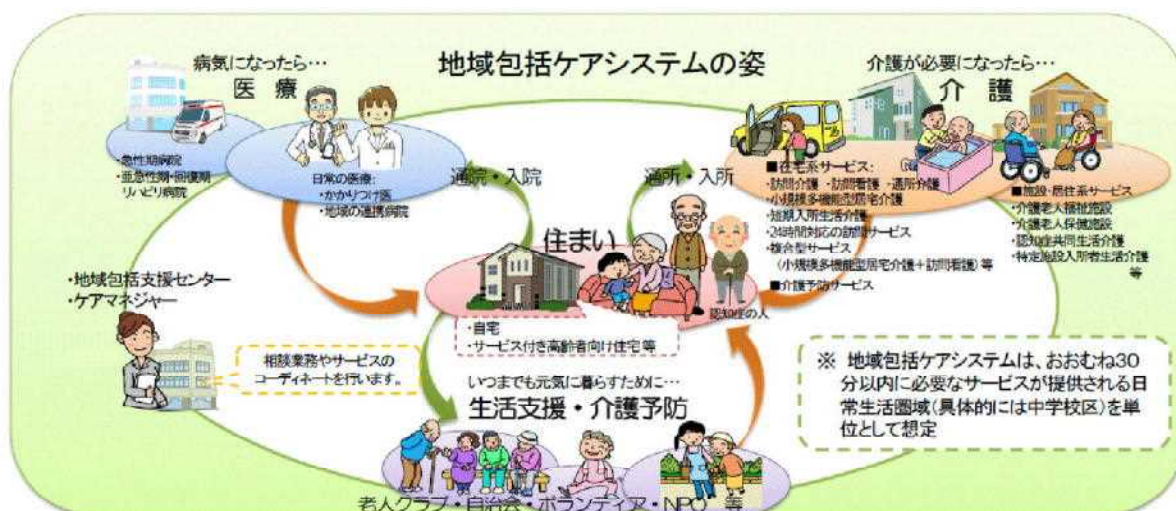 地域包括ケアシステムの姿
病気になったら…
医 療
・急性期病院
・亜急性期・回復期
リハビリ病院
日常の医療:
・かかりつけ医
・地域の連携病院
通院・入院
通所・入所
介護が必要になったら…
介 護
■在宅系サービス:
・訪問介護・訪問看護・通所介護
・小規模多機能型居宅介護
・短期入所生活介護
・24時間対応の訪問サービス
・複合型サービス
(小規模多機能型居宅介護+訪問看護)等
■介護予防サービス
■施設・居住系サービス
・介護老人福祉施設
・介護老人保健施設
・認知症共同生活介護
・特定施設入所者生活介護
等
住まい
認知症の人
・自宅
・サービス付き高齢者向け住宅等
・地域包括支援センター
・ケアマネジャー
相談業務やサービスの
コーディネートを行います。
いつまでも元気に暮らすために…
生活支援・介護予防
老人クラブ・自治会・ボランティア・NPO 等
※ 地域包括ケアシステムは、おおむね30
分以内に必要なサービスが提供される日
常生活圏域(具体的には中学校区)を単
位として想定